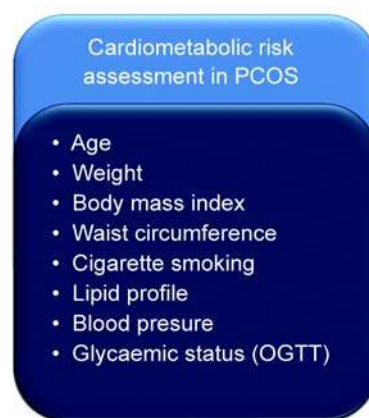 Cardiometabolic risk
assessment in PCOS
• Age
• Weight
• Body mass index
• Waist circumference
• Cigarette smoking
• Lipid profile
• Blood presure
• Glycaemic status (OGTT)